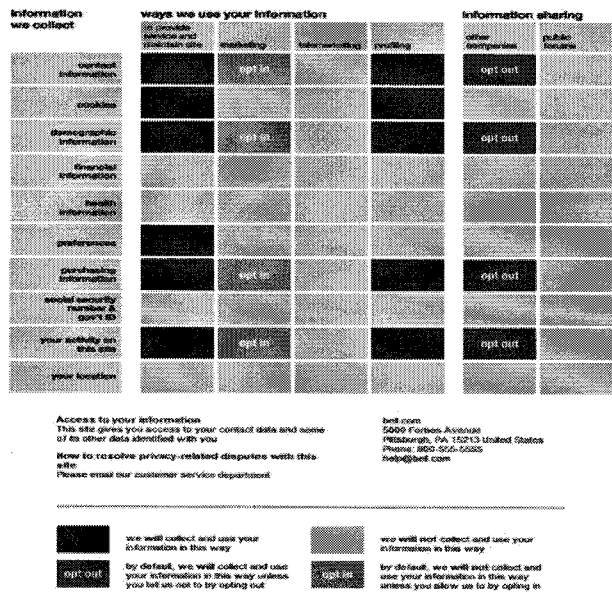 information
we collect
ways we use your information
information sharing
to provide
service and
maintain site
marketing
telemarketing
profiling
other
companies
public
forums
contact
information
opt in
opt out
cookies
demographic
information
opt in
opt out
financial
information
health
information
preferences
purchasing
information
opt in
opt out
social security
number &
gov't ID
your activity on
this site
opt in
opt out
your location
Access to your information
This site gives you access to your contact data and some
of its other data identified with you
How to resolve privacy-related disputes with this
site
Please email our customer service department
bell.com
5000 Forbes Avenue
Pittsburgh, PA 15213 United States
Phone: 800-555-5555
help@bell.com
we will collect and use your
information in this way
opt out
by default, we will collect and use
your information in this way unless
you tell us not to by opting out
we will not collect and use your
information in this way
opt in
by default, we will not collect and
use your information in this way
unless you allow us to by opting in